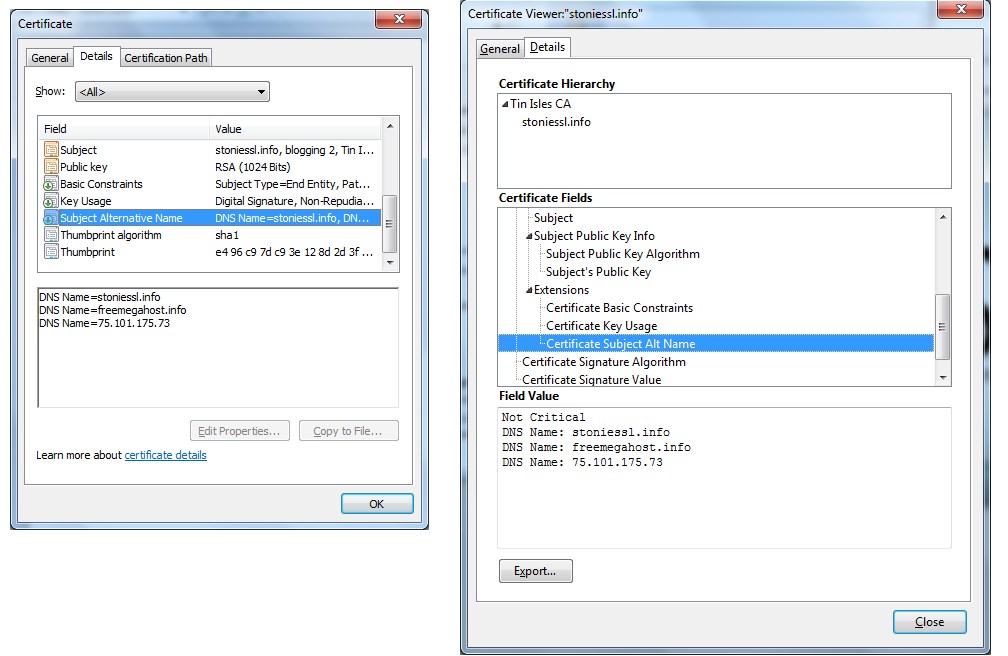 Certificate
General Details Certification Path
Show: <All>
Field Value
Subject stoniessl.info, blogging 2, Tin I...
Public key RSA (1024 Bits)
Basic Constraints Subject Type=End Entity, Pat...
Key Usage Digital Signature, Non-Repudia...
Subject Alternative Name DNS Name=stoniessl.info, DN...
Thumbprint algorithm sha1
Thumbprint e4 96 c9 7d c9 3e 12 8d 2d 3f ...
DNS Name=stoniessl.info
DNS Name=freemegahost.info
DNS Name=75.101.175.73
Edit Properties... Copy to File...
Learn more about certificate details
OK
Certificate Viewer:"stoniessl.info"
General Details
Certificate Hierarchy
Tin Isles CA
stoniessl.info
Certificate Fields
Subject
Subject Public Key Info
Subject Public Key Algorithm
Subject's Public Key
Extensions
Certificate Basic Constraints
Certificate Key Usage
Certificate Subject Alt Name
Certificate Signature Algorithm
Certificate Signature Value
Field Value
Not Critical
DNS Name: stoniessl.info
DNS Name: freemegahost.info
DNS Name: 75.101.175.73
Export...
Close